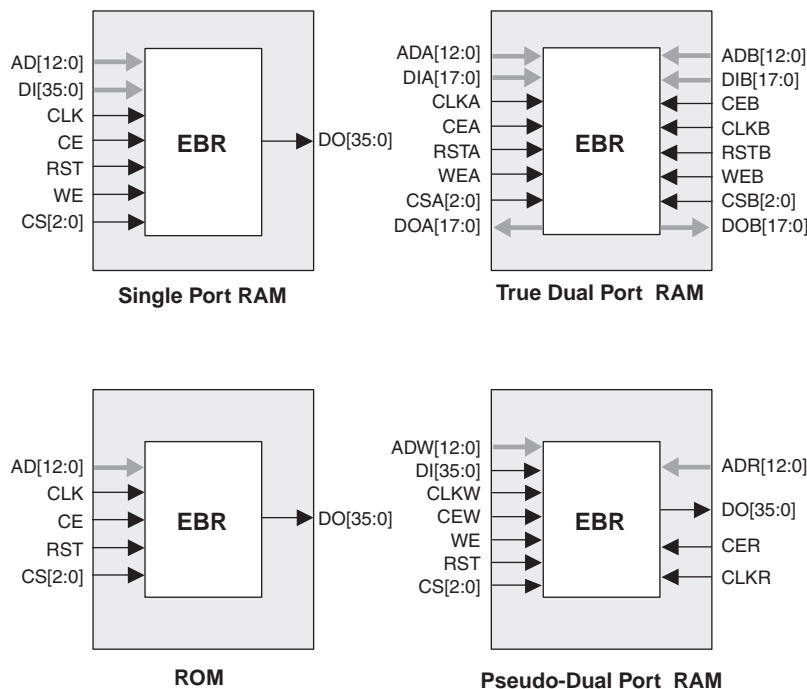 AD[12:0]
DI[35:0]
CLK
CE
RST
WE
CS[2:0]
EBR
DO[35:0]
Single Port RAM
ADA[12:0]
DIA[17:0]
CLKA
CEA
RSTA
WEA
CSA[2:0]
DOA[17:0]
EBR
ADB[12:0]
DIB[17:0]
CEB
CLKB
RSTB
WEB
CSB[2:0]
DOB[17:0]
True Dual Port RAM
AD[12:0]
CLK
CE
RST
CS[2:0]
EBR
DO[35:0]
ROM
ADW[12:0]
DI[35:0]
CLKW
CEW
WE
RST
CS[2:0]
EBR
ADR[12:0]
DO[35:0]
CER
CLKR
Pseudo-Dual Port RAM